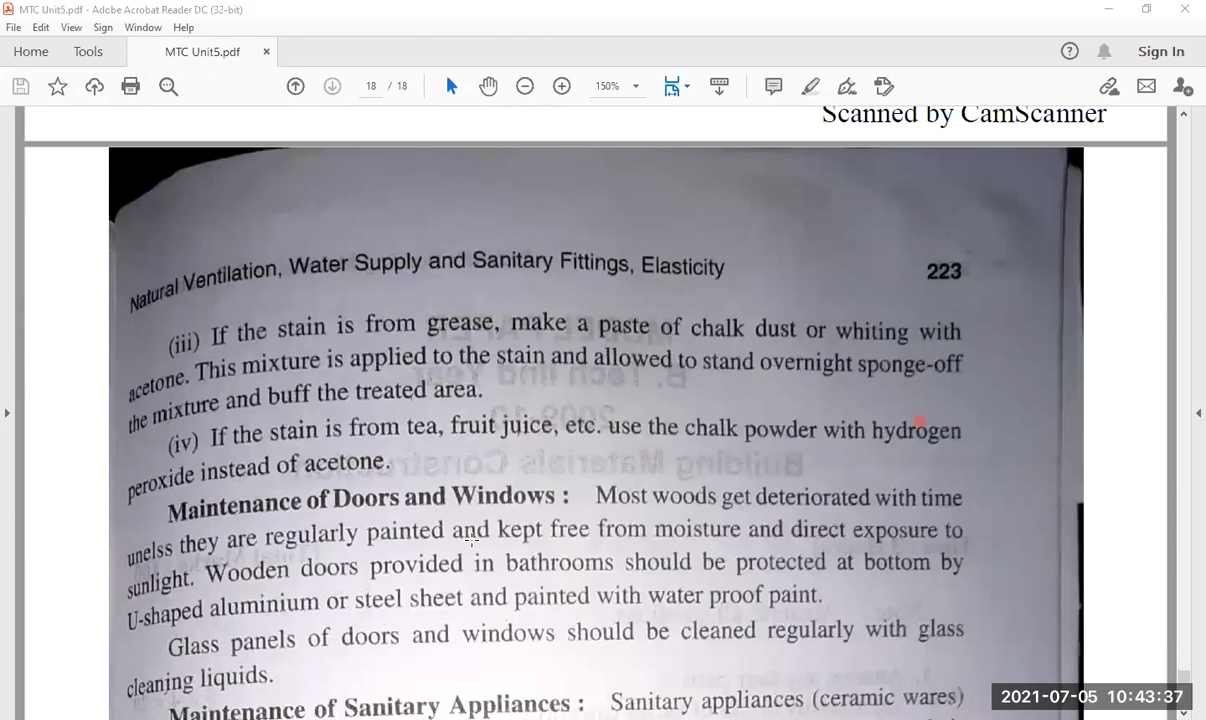 MTC Unit5.pdf - Adobe Acrobat Reader DC (32-bit)
File Edit View Sign Window Help
Home Tools MTC Unit5.pdf × Sign In
18 / 18 150%
Scanned by CamScanner
Natural Ventilation, Water Supply and Sanitary Fittings, Elasticity 223
(iii) If the stain is from grease, make a paste of chalk dust or whiting with
acetone. This mixture is applied to the stain and allowed to stand overnight sponge-off
the mixture and buff the treated area.
(iv) If the stain is from tea, fruit juice, etc. use the chalk powder with hydrogen
peroxide instead of acetone.
Maintenance of Doors and Windows : Most woods get deteriorated with time
unelss they are regularly painted and kept free from moisture and direct exposure to
sunlight. Wooden doors provided in bathrooms should be protected at bottom by
U-shaped aluminium or steel sheet and painted with water proof paint.
Glass panels of doors and windows should be cleaned regularly with glass
cleaning liquids.
Maintenance of Sanitary Appliances : Sanitary appliances (ceramic wares)
2021-07-05 10:43:37